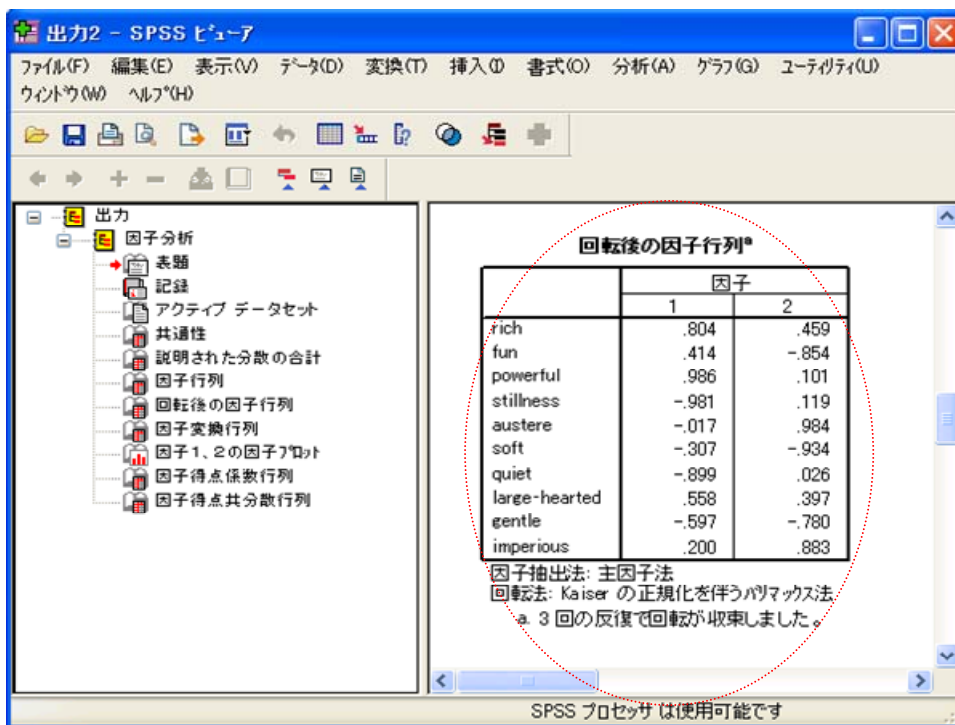 出力2 - SPSS ビューア
ファイル(F) 編集(E) 表示(V) データ(D) 変換(T) 挿入(I) 書式(O) 分析(A) グラフ(G) ユーティリティ(U)
ウィンドウ(W) ヘルプ(H)
出力
因子分析
表題
記録
アクティブ データセット
共通性
説明された分散の合計
因子行列
回転後の因子行列
因子変換行列
因子1、2の因子プロット
因子得点係数行列
因子得点共分散行列
回転後の因子行列a
因子
1 2
rich .804 .459
fun .414 -.854
powerful .986 .101
stillness -.981 .119
austere -.017 .984
soft -.307 -.934
quiet -.899 .026
large-hearted .558 .397
gentle -.597 -.780
imperious .200 .883
因子抽出法: 主因子法
回転法: Kaiser の正規化を伴うバリマックス法
a. 3 回の反復で回転が収束しました。
SPSS プロセッサ は使用可能です